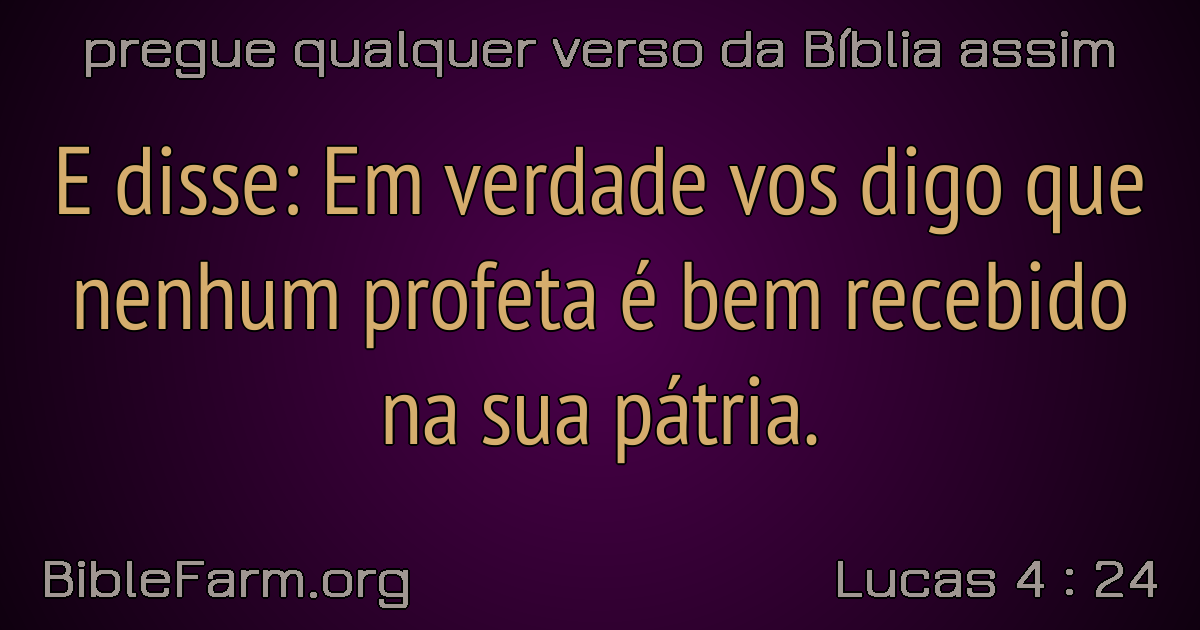 pregue qualquer verso da Bíblia assim
E disse: Em verdade vos digo que
nenhum profeta é bem recebido
na sua pátria.
BibleFarm.org
Lucas 4 : 24